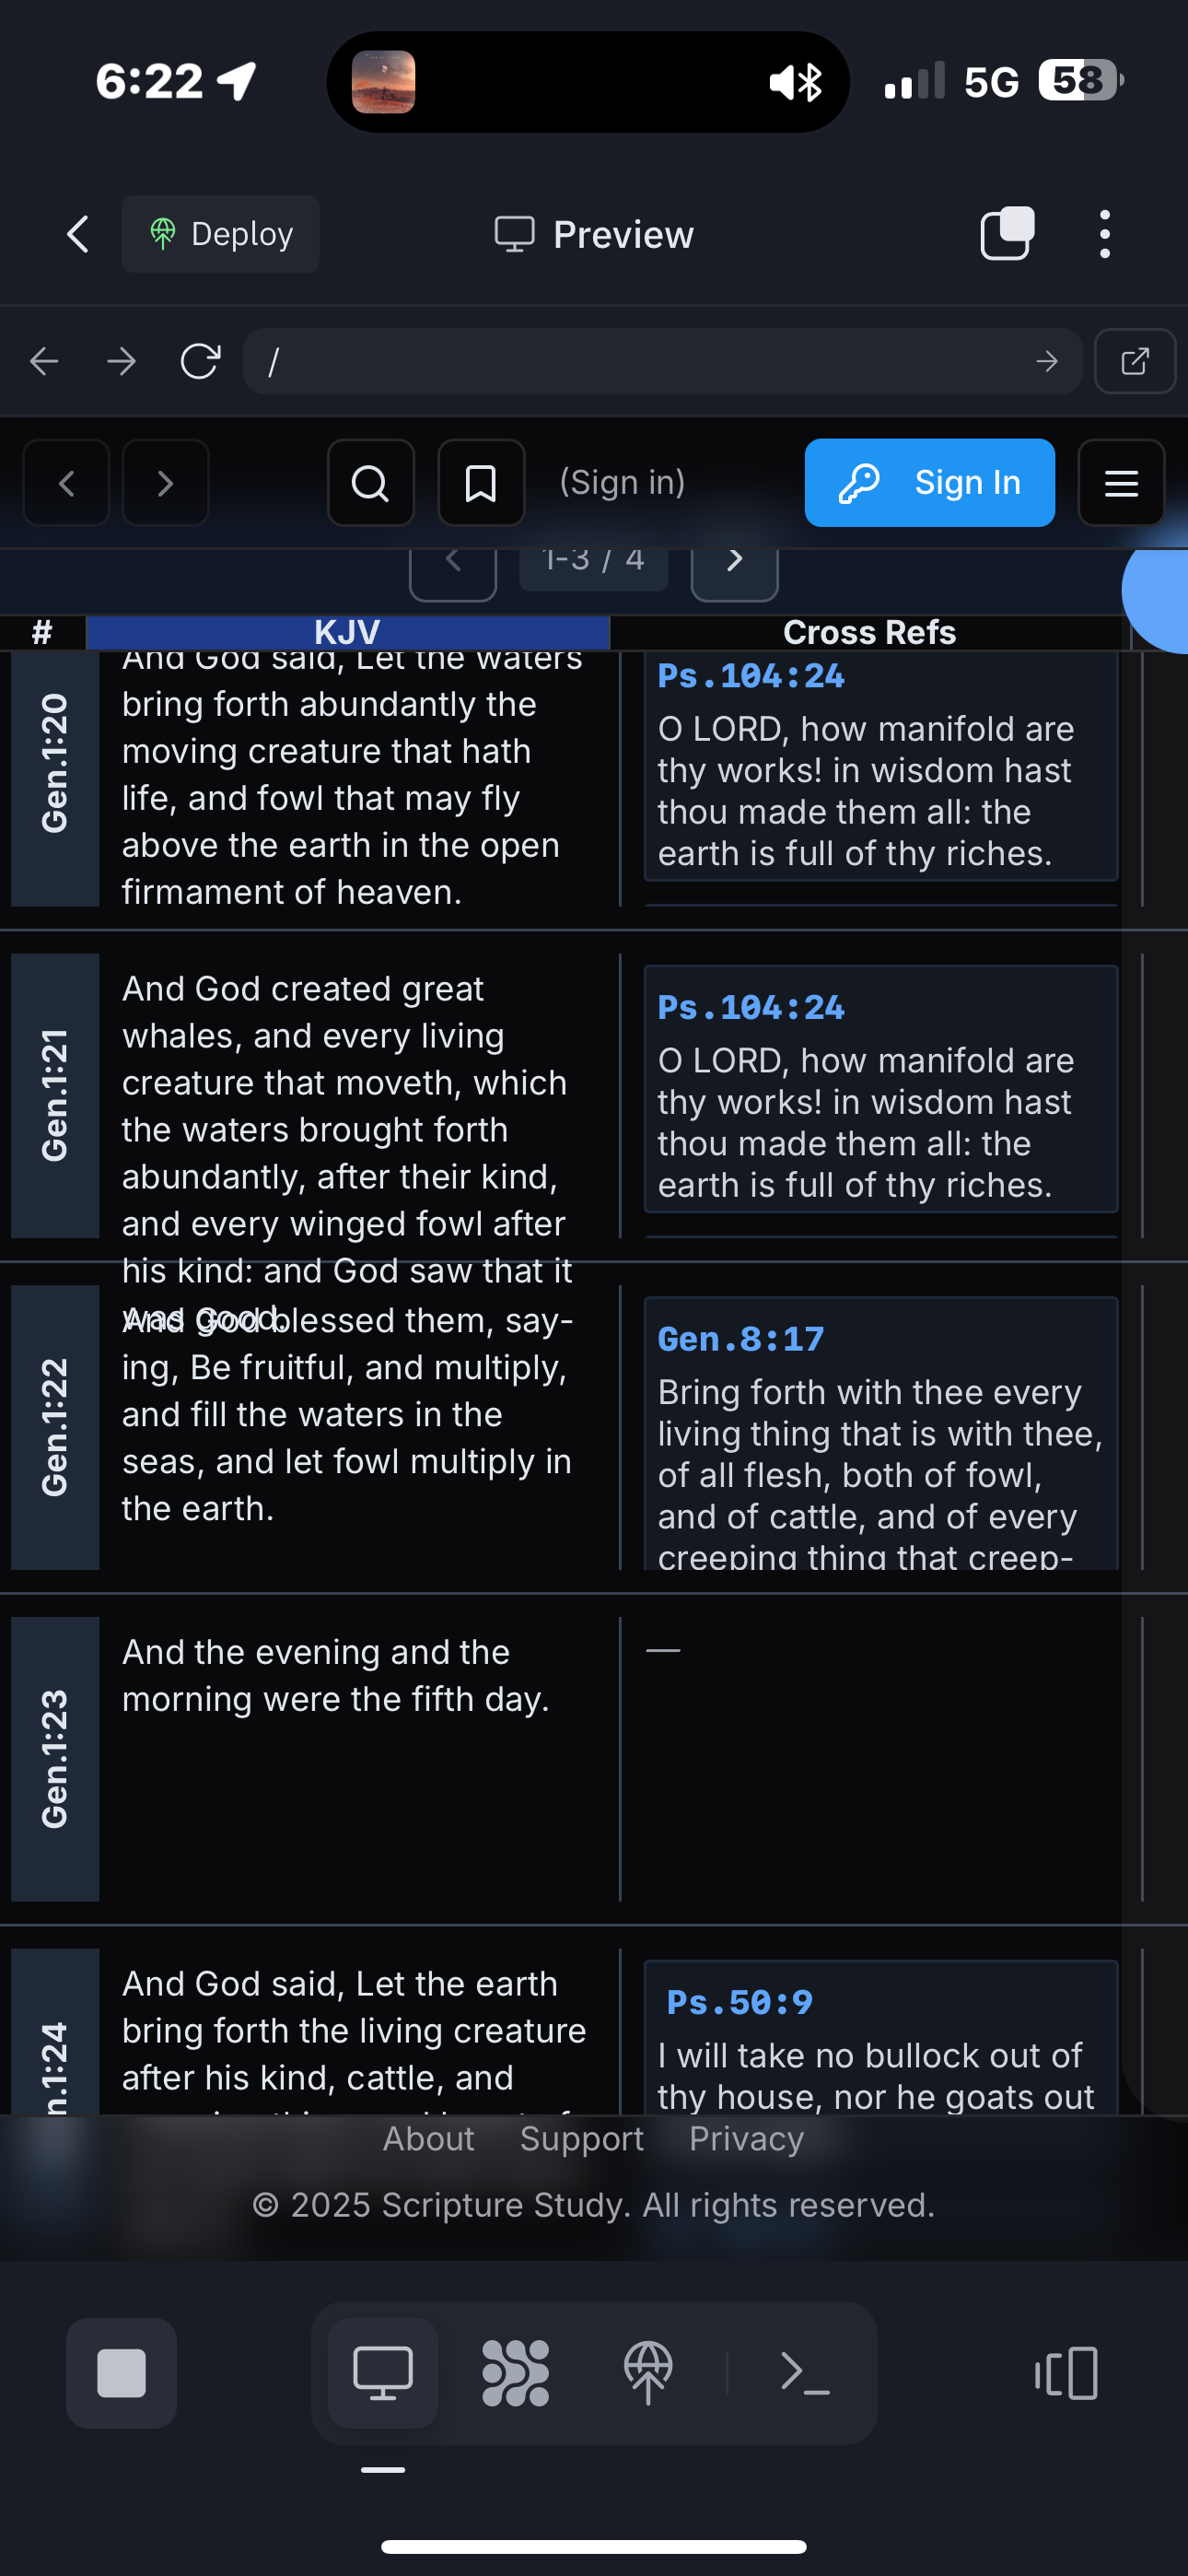 6:22
5G
58
Deploy
Preview
/
(Sign in)
Sign In
1-3 / 4
#
KJV
Cross Refs
Gen.1:20
And God said, Let the waters
bring forth abundantly the
moving creature that hath
life, and fowl that may fly
above the earth in the open
firmament of heaven.
Ps.104:24
O LORD, how manifold are
thy works! in wisdom hast
thou made them all: the
earth is full of thy riches.
Gen.1:21
And God created great
whales, and every living
creature that moveth, which
the waters brought forth
abundantly, after their kind,
and every winged fowl after
his kind: and God saw that it
was good.
Ps.104:24
O LORD, how manifold are
thy works! in wisdom hast
thou made them all: the
earth is full of thy riches.
Gen.1:22
And God blessed them, say-
ing, Be fruitful, and multiply,
and fill the waters in the
seas, and let fowl multiply in
the earth.
Gen.8:17
Bring forth with thee every
living thing that is with thee,
of all flesh, both of fowl,
and of cattle, and of every
creeping thing that creep-
Gen.1:23
And the evening and the
morning were the fifth day.
—
n.1:24
And God said, Let the earth
bring forth the living creature
after his kind, cattle, and
Ps.50:9
I will take no bullock out of
thy house, nor he goats out
About Support Privacy
© 2025 Scripture Study. All rights reserved.